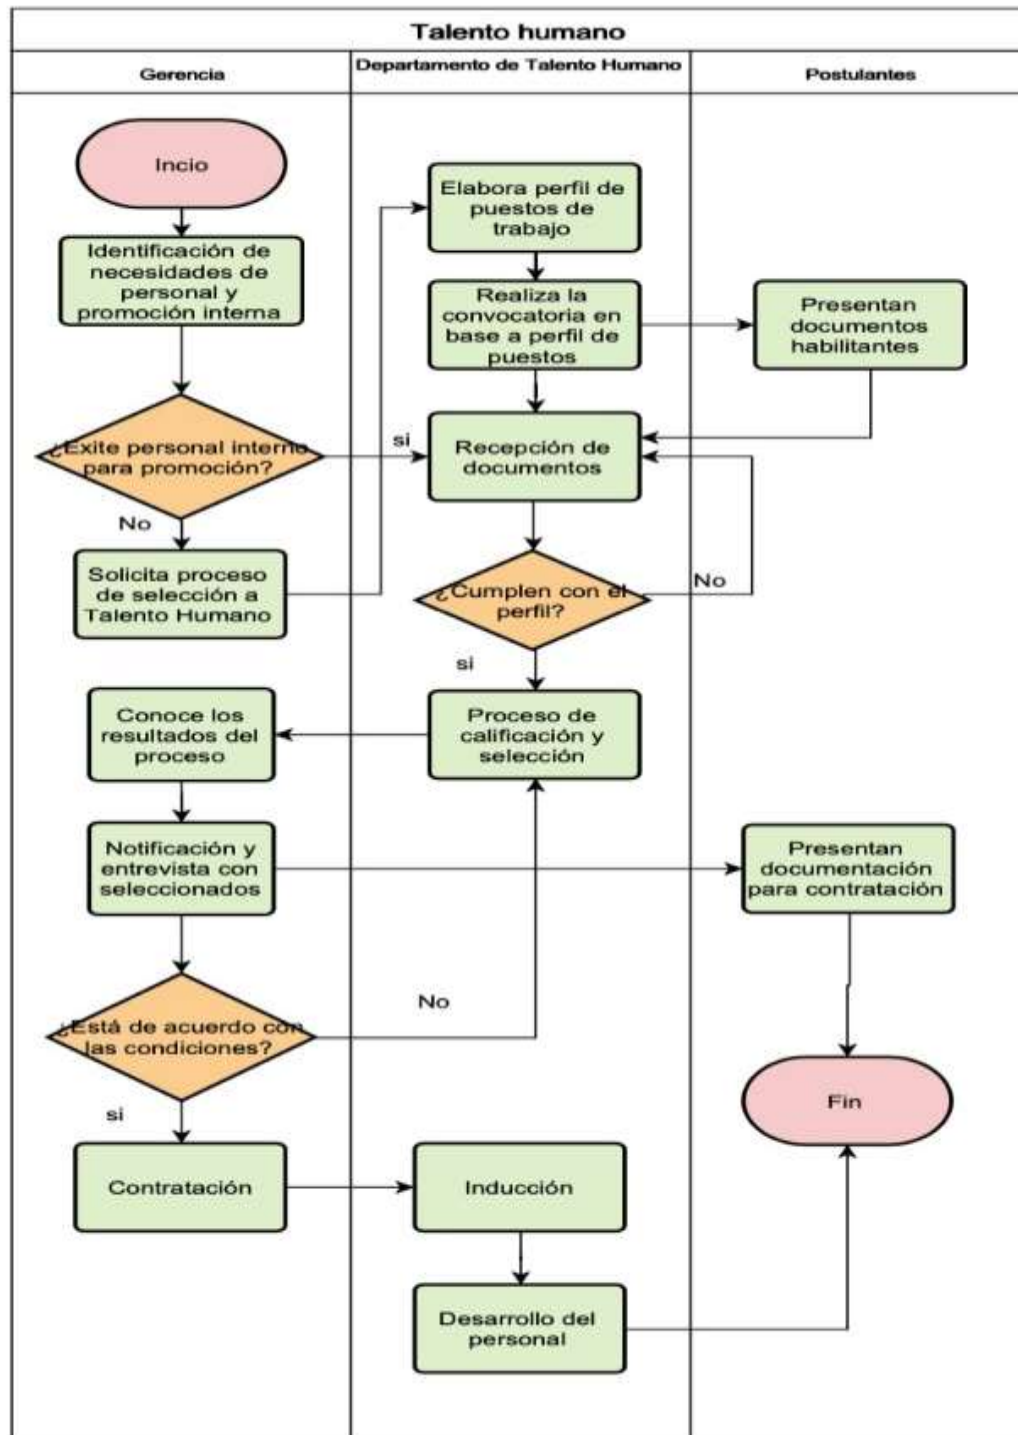 Talento humano
Gerencia
Departamento de Talento Humano
Postulantes
Incio
Identificación de
necesidades de
personal y
promoción interna
¿Exite personal interno
para promoción?
si
No
Solicita proceso
de selección a
Talento Humano
Elabora perfil de
puestos de
trabajo
Realiza la
convocatoria en
base a perfil de
puestos
Presentan
documentos
habilitantes
Recepción de
documentos
¿Cumplen con el
perfil?
No
si
Proceso de
calificación y
selección
Conoce los
resultados del
proceso
Notificación y
entrevista con
seleccionados
Presentan
documentación
para contratación
¿Está de acuerdo con
las condiciones?
No
si
Contratación
Inducción
Desarrollo del
personal
Fin